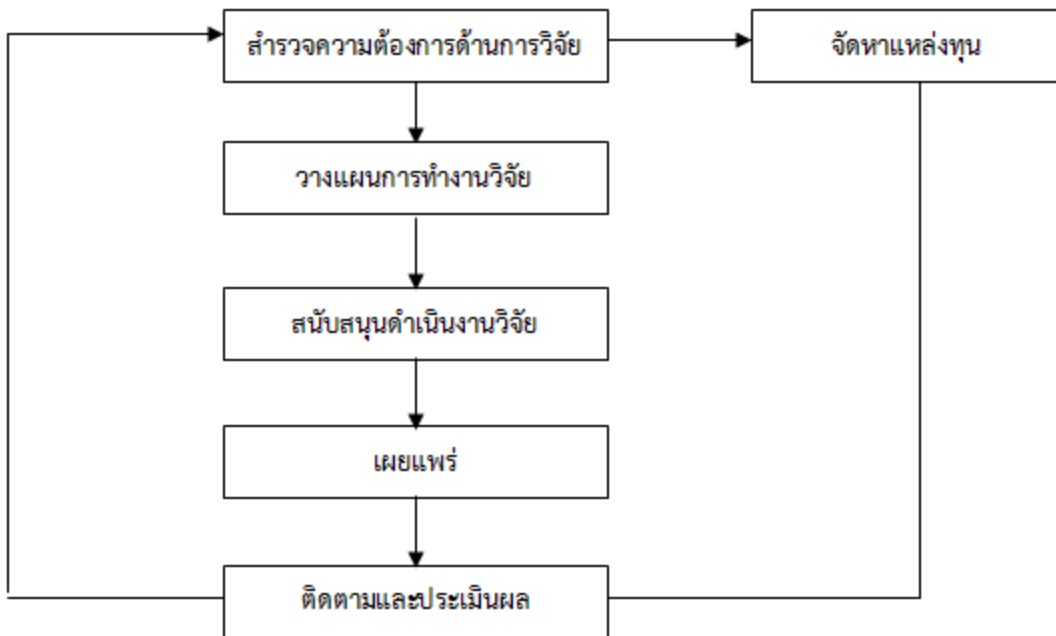 สำรวจความต้องการด้านการวิจัย
จัดหาแหล่งทุน
วางแผนการทำงานวิจัย
สนับสนุนดำเนินงานวิจัย
เผยแพร่
ติดตามและประเมินผล